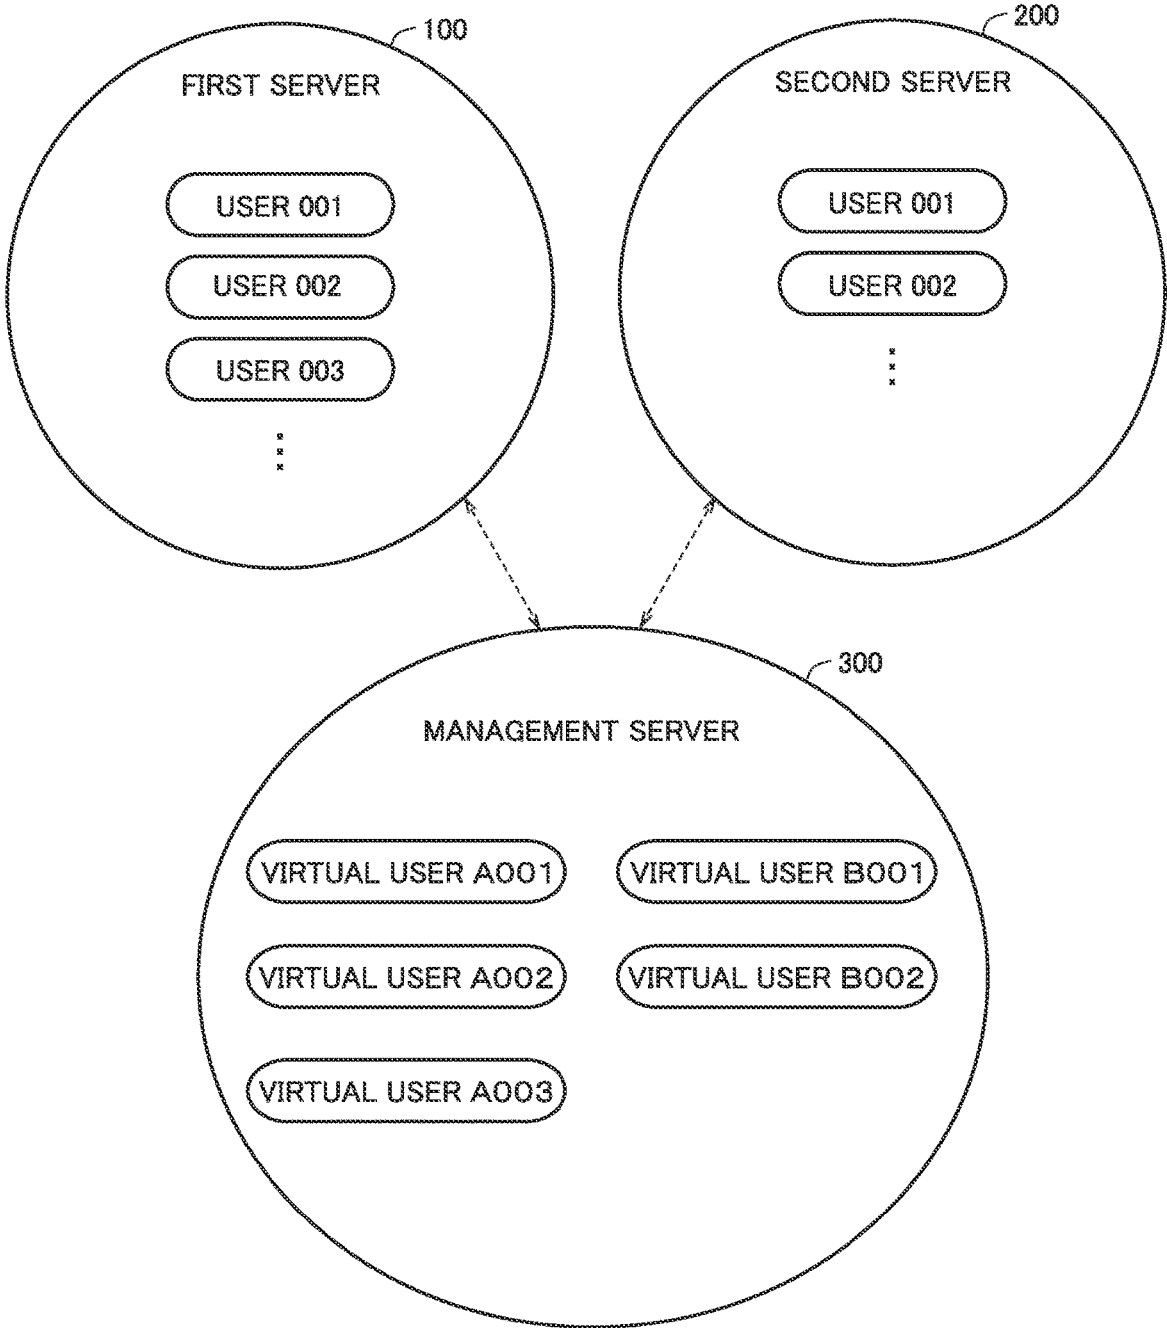 100
FIRST SERVER
USER 001
USER 002
USER 003
200
SECOND SERVER
USER 001
USER 002
300
MANAGEMENT SERVER
VIRTUAL USER A001
VIRTUAL USER B001
VIRTUAL USER A002
VIRTUAL USER B002
VIRTUAL USER A003